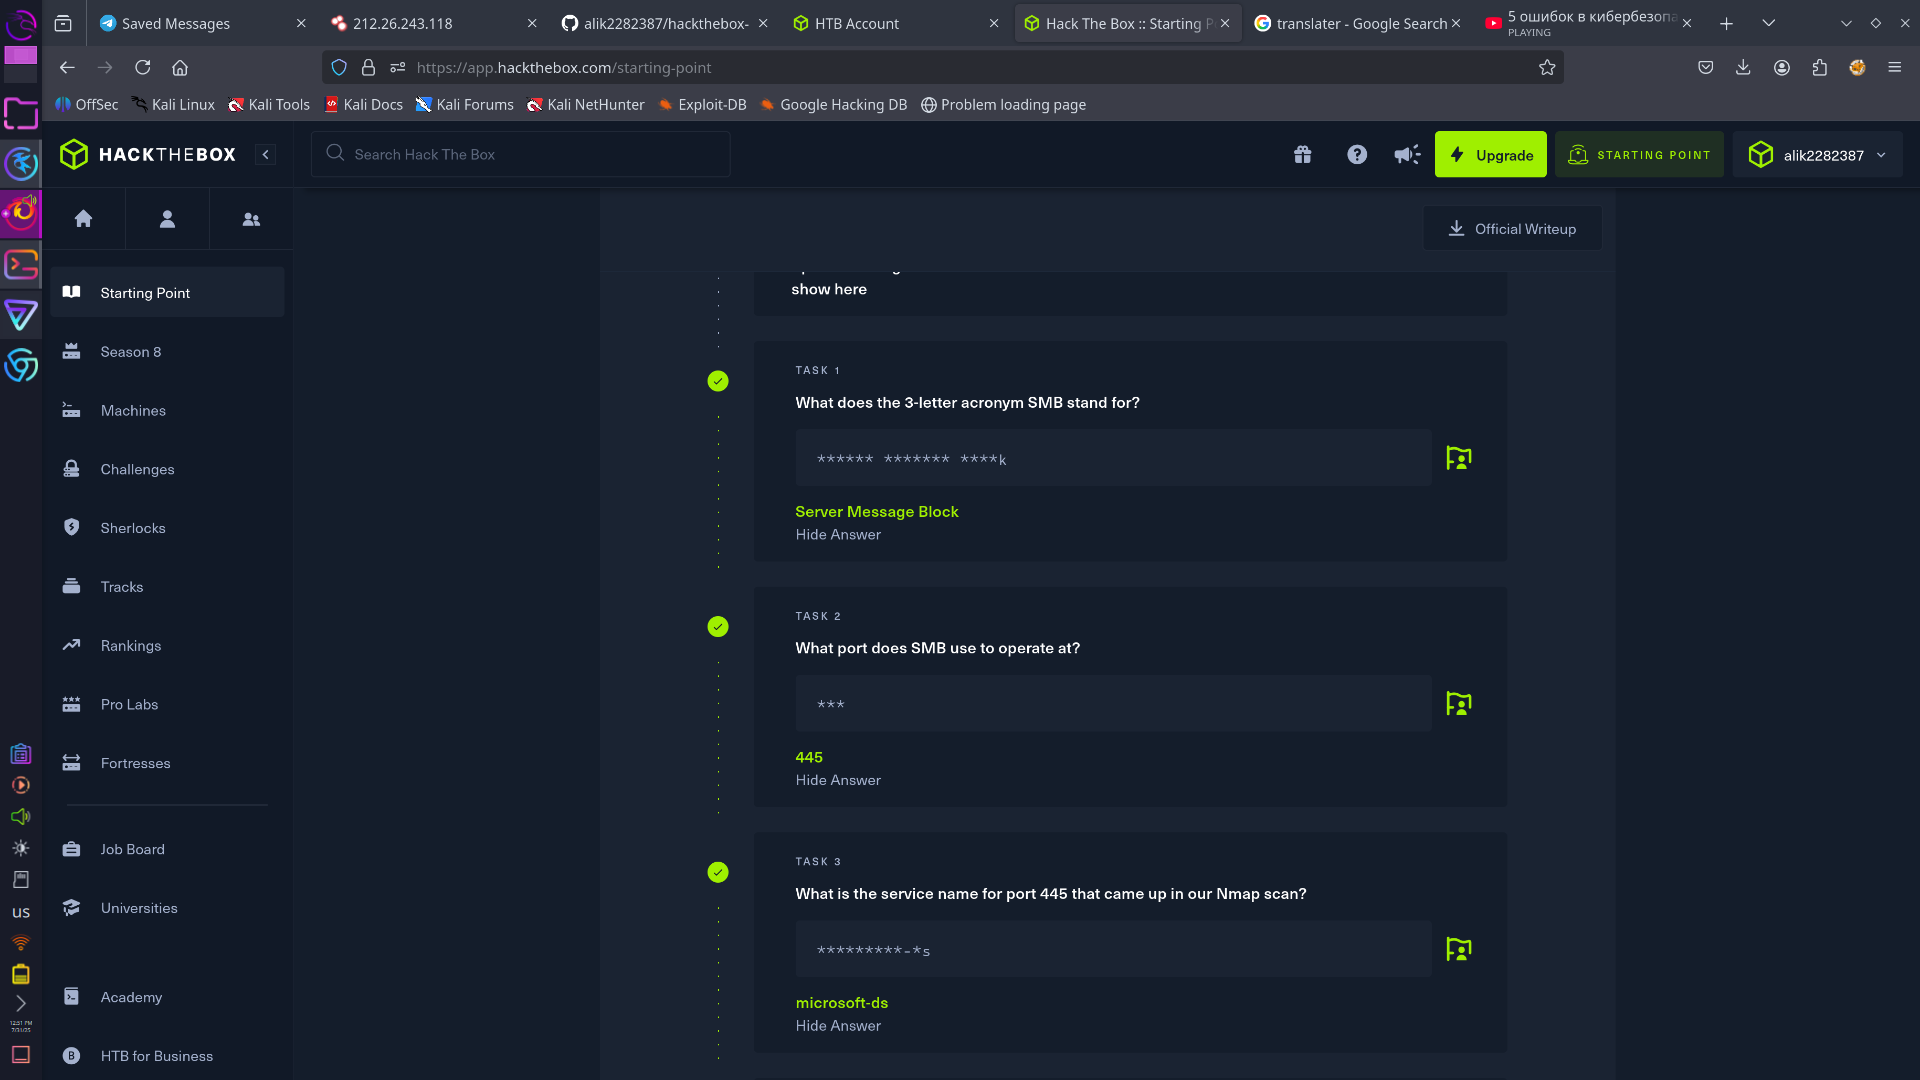 Saved Messages
212.26.243.118
alik2282387/hackthebox-
HTB Account
Hack The Box :: Starting P
translater - Google Search
5 ошибок в кибербезопа
PLAYING
https://app.hackthebox.com/starting-point
OffSec
Kali Linux
Kali Tools
Kali Docs
Kali Forums
Kali NetHunter
Exploit-DB
Google Hacking DB
Problem loading page
HACKTHEBOX
Search Hack The Box
Upgrade
STARTING POINT
alik2282387
Official Writeup
Starting Point
Season 8
Machines
Challenges
Sherlocks
Tracks
Rankings
Pro Labs
Fortresses
Job Board
Universities
Academy
HTB for Business
show here
TASK 1
What does the 3-letter acronym SMB stand for?
****** ******* ****k
Server Message Block
Hide Answer
TASK 2
What port does SMB use to operate at?
***
445
Hide Answer
TASK 3
What is the service name for port 445 that came up in our Nmap scan?
*********-*s
microsoft-ds
Hide Answer
us
12:51 PM
7/31/25